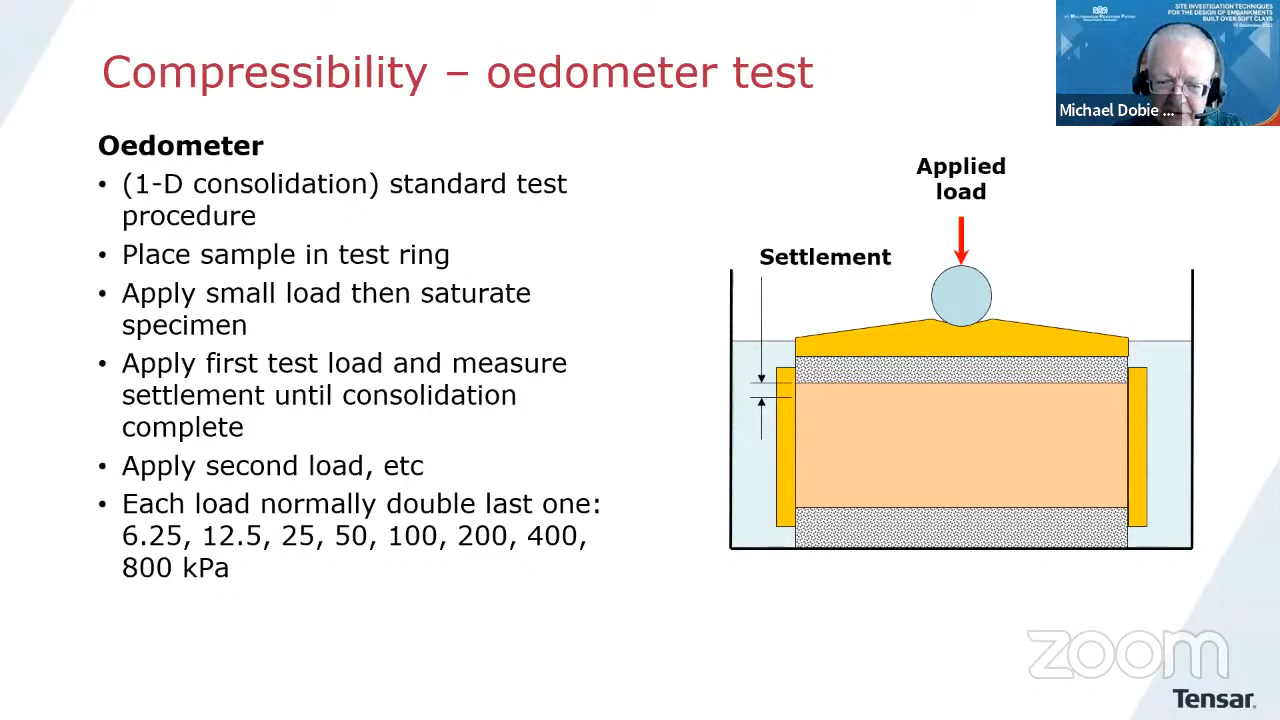 Compressibility – oedometer test
Oedometer
• (1-D consolidation) standard test
procedure
• Place sample in test ring
• Apply small load then saturate
specimen
• Apply first test load and measure
settlement until consolidation
complete
• Apply second load, etc
• Each load normally double last one:
6.25, 12.5, 25, 50, 100, 200, 400,
800 kPa
Applied
load
Settlement
SITE INVESTIGATION TECHNIQUES
FOR THE DESIGN OF EMBANKMENTS
BUILT OVER SOFT CLAYS
Michael Dobie ...
zoom
Tensar